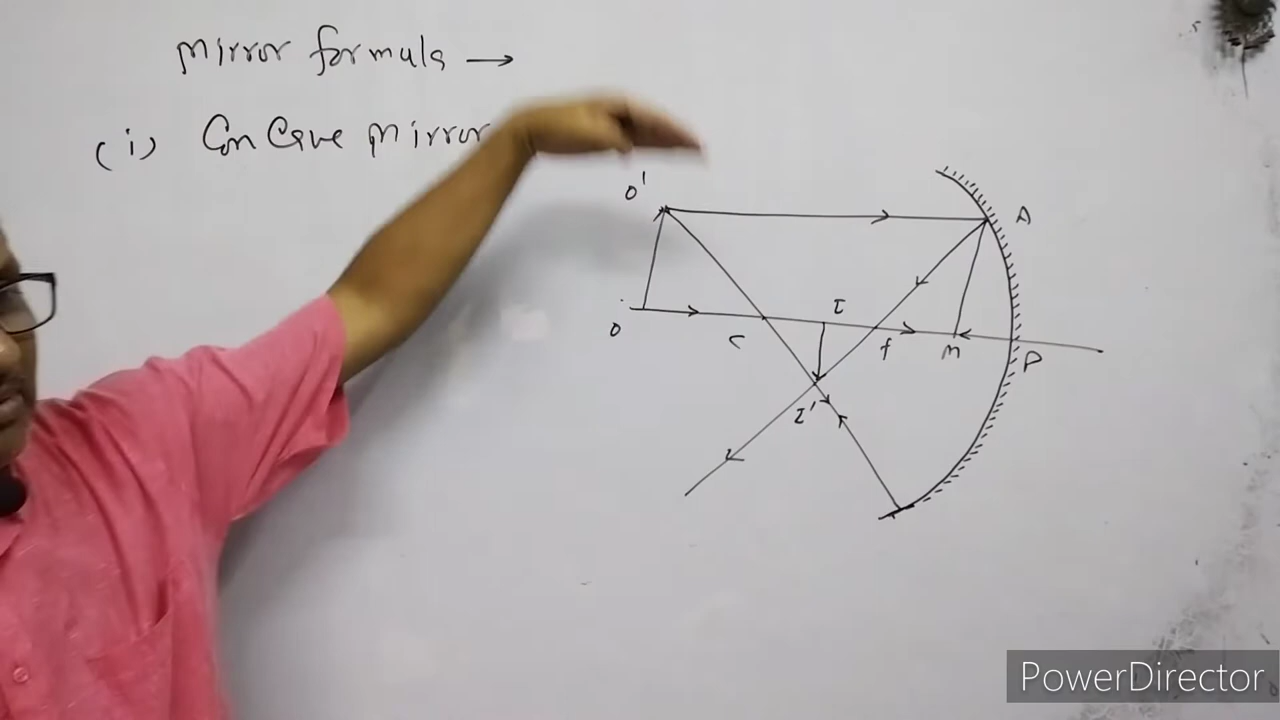 Mirror formula →
(i) Concave mirror
O'
A
I
O
C
f
M
P
I'
PowerDirector